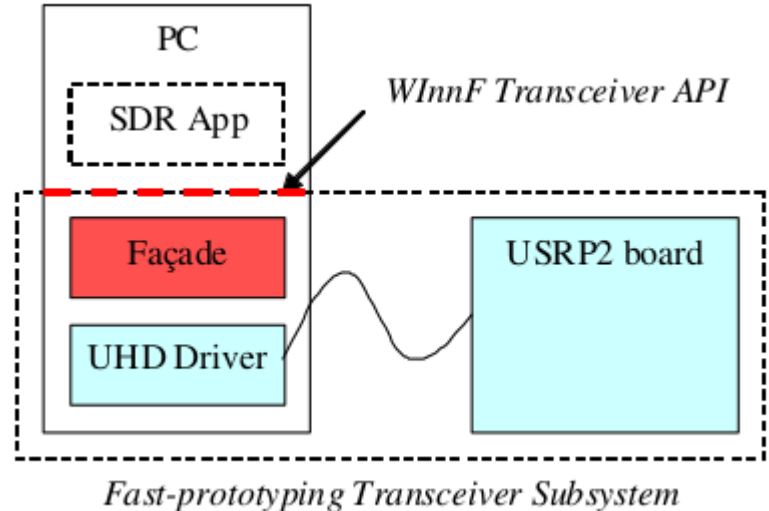 PC
SDR App
WInnF Transceiver API
Façade
USRP2 board
UHD Driver
Fast-prototyping Transceiver Subsystem